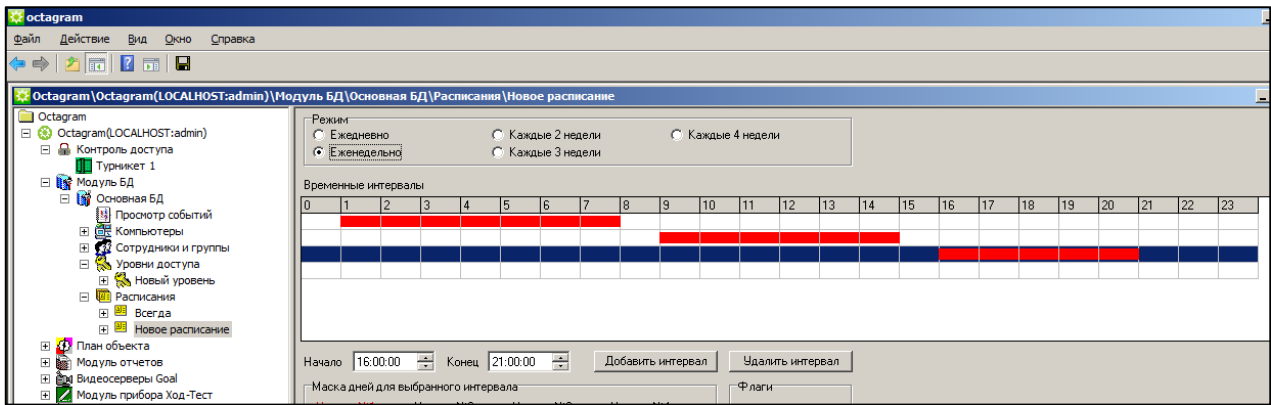 octagram
Файл Действие Вид Окно Справка
Octagram\Octagram(LOCALHOST:admin)\Модуль БД\Основная БД\Расписания\Новое расписание
Octagram
Octagram(LOCALHOST:admin)
Контроль доступа
Турникет 1
Модуль БД
Основная БД
Просмотр событий
Компьютеры
Сотрудники и группы
Уровни доступа
Новый уровень
Расписания
Всегда
Новое расписание
План объекта
Модуль отчетов
Видеосерверы Goal
Модуль прибора Ход-Тест
Режим
Ежедневно Каждые 2 недели Каждые 4 недели
Еженедельно Каждые 3 недели
Временные интервалы
0 1 2 3 4 5 6 7 8 9 10 11 12 13 14 15 16 17 18 19 20 21 22 23
Начало 16:00:00 Конец 21:00:00 Добавить интервал Удалить интервал
Маска дней для выбранного интервала Флаги